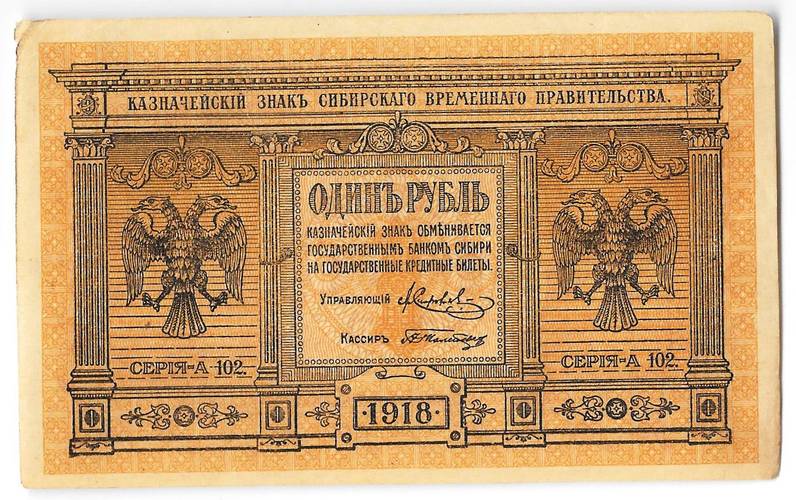 КАЗНАЧЕЙСКІЙ ЗНАКЪ СИБИРСКАГО ВРЕМЕННАГО ПРАВИТЕЛЬСТВА.
ОДИНЪ РУБЛЬ
КАЗНАЧЕЙСКІЙ ЗНАКЪ ОБМѢНИВАЕТСЯ
ГОСУДАРСТВЕННЫМЪ БАНКОМЪ СИБИРИ
НА ГОСУДАРСТВЕННЫЕ КРЕДИТНЫЕ БИЛЕТЫ.
УПРАВЛЯЮЩІЙ
КАССИРЪ
СЕРІЯ-А 102.
СЕРІЯ-А 102.
·1918·